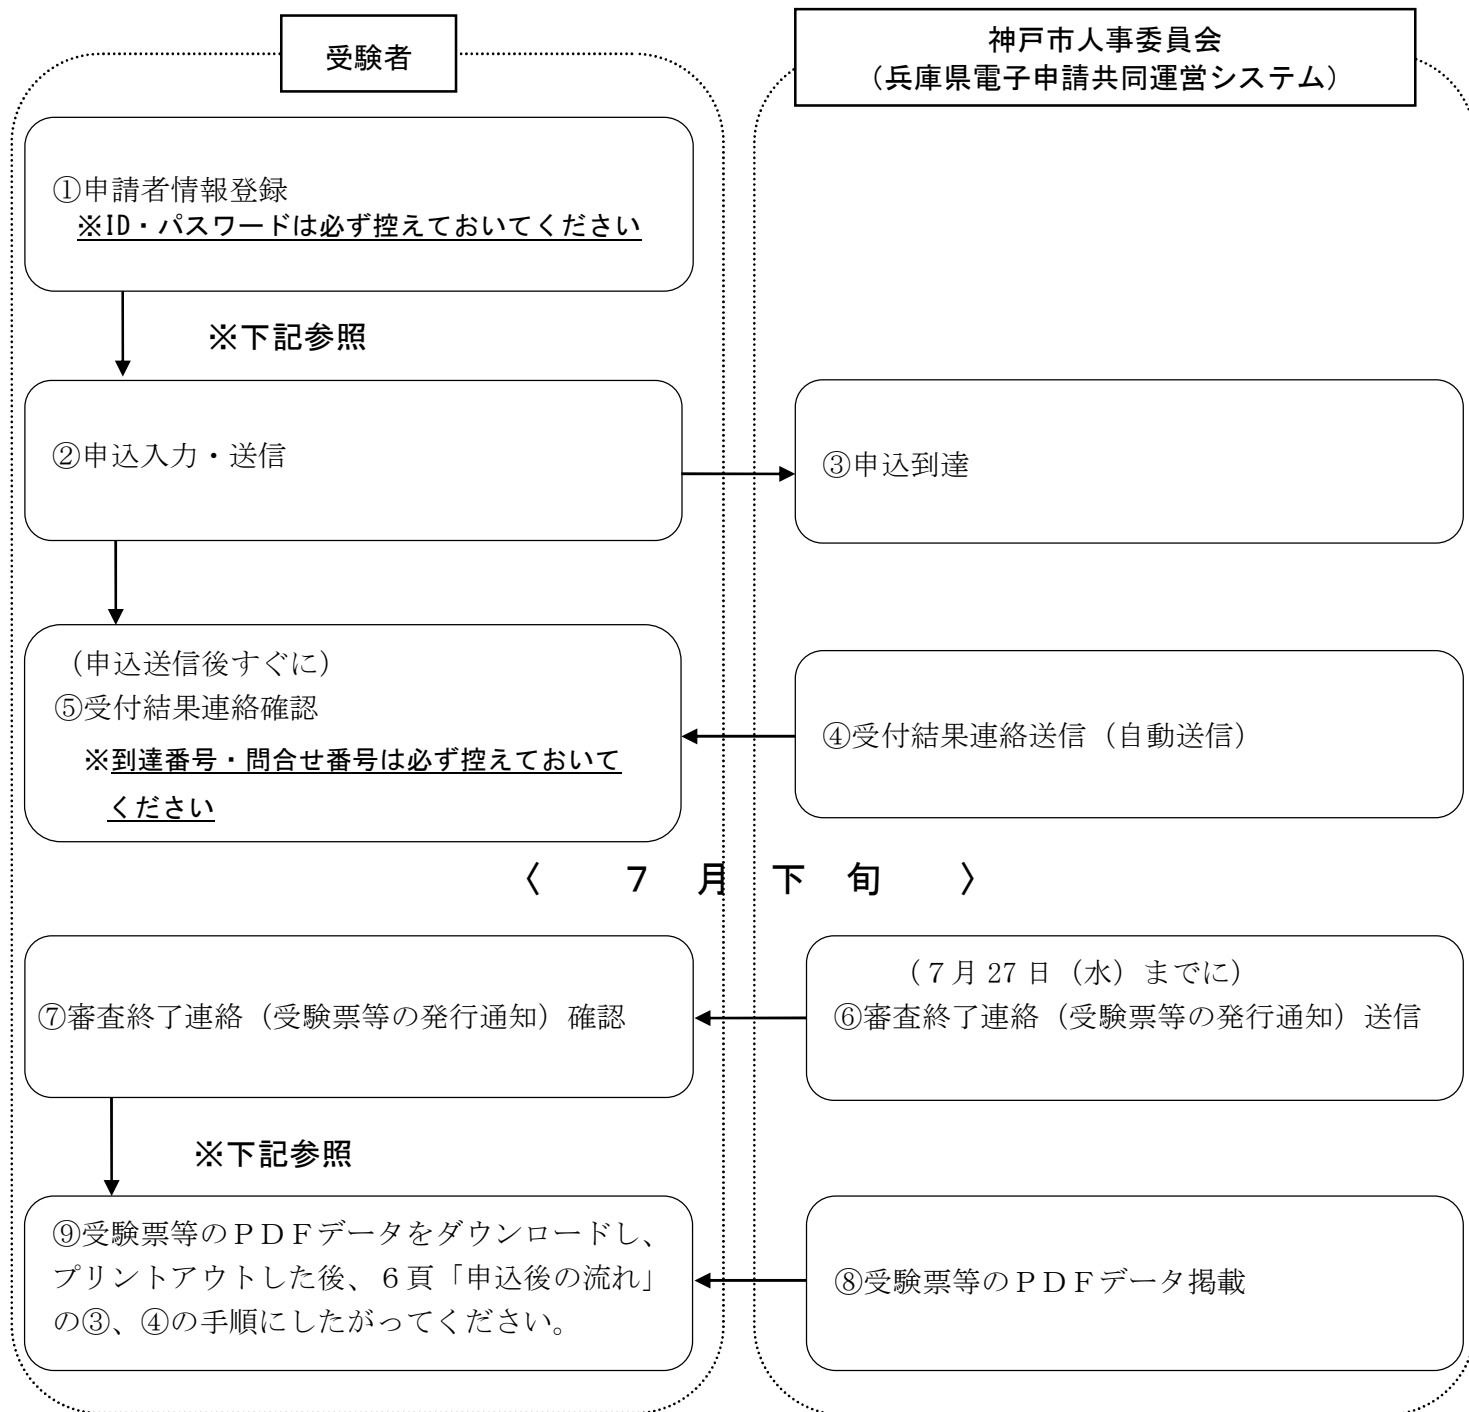 受験者
神戸市人事委員会
（兵庫県電子申請共同運営システム）
①申請者情報登録
※ID・パスワードは必ず控えておいてください
※下記参照
②申込入力・送信
③申込到達
（申込送信後すぐに）
⑤受付結果連絡確認
※到達番号・問合せ番号は必ず控えておいて
ください
④受付結果連絡送信（自動送信）
〈　７　月　下　旬　〉
⑦審査終了連絡（受験票等の発行通知）確認
（７月 27 日（水）までに）
⑥審査終了連絡（受験票等の発行通知）送信
※下記参照
⑨受験票等のＰＤＦデータをダウンロードし、
プリントアウトした後、６頁「申込後の流れ」
の③、④の手順にしたがってください。
⑧受験票等のＰＤＦデータ掲載